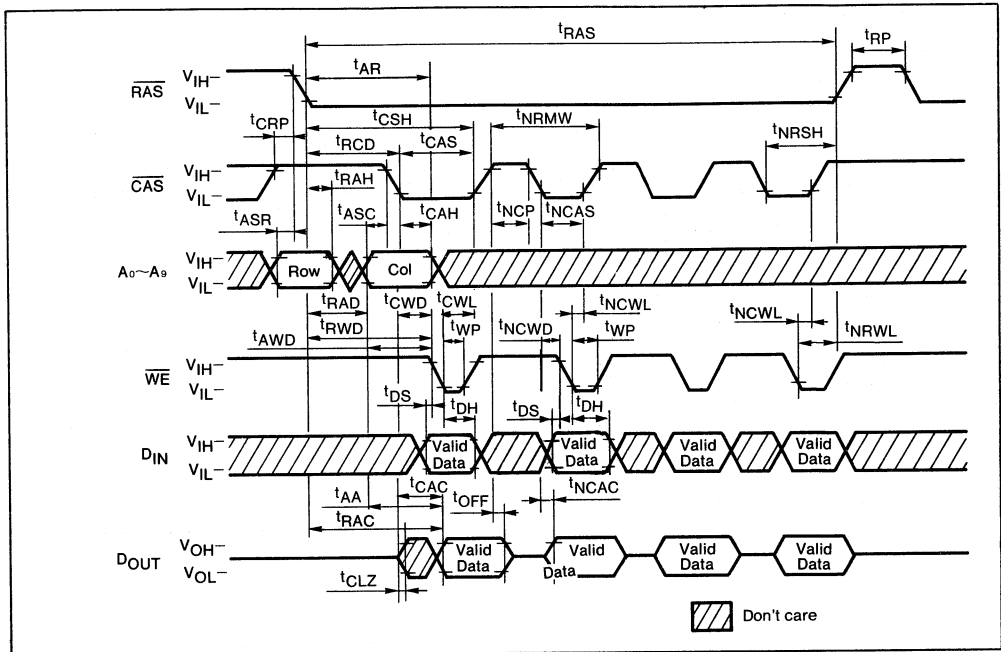 tRAS
tRP
tAR
RAS
VIH–
VIL–
tCRP
tCSH
tNRMW
tNRSH
tRCD
tCAS
CAS
VIH–
VIL–
tRAH
tASR
tASC
tCAH
tNCP
tNCAS
A0~A9
VIH–
VIL–
Row
Col
tRAD
tCWD
tCWL
tNCWL
tRWD
tWP
tNCWD
tWP
tNCWL
tNRWL
tAWD
WE
VIH–
VIL–
tDS
tDH
tDS
tDH
DIN
VIH–
VIL–
Valid Data
Valid Data
Valid Data
Valid Data
tCAC
tAA
tOFF
tNCAC
tRAC
DOUT
VOH–
VOL–
Valid Data
Valid Data
Valid Data
Valid Data
tCLZ
Don't care